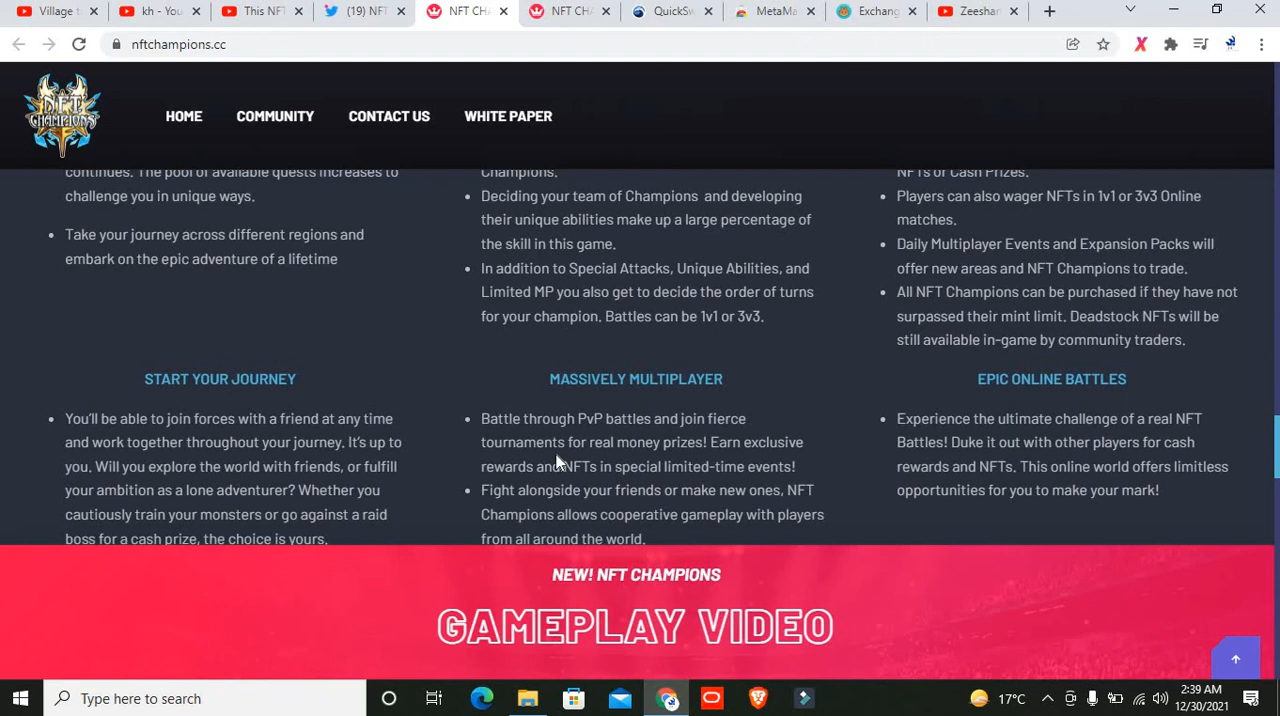 Village t
kh - You
This NFT
(19) NFT
NFT CHA
NFT CHA
QuickSw
MetaMa
Exchang
Zeeshan
nftchampions.cc
NFT
CHAMPIONS
HOME
COMMUNITY
CONTACT US
WHITE PAPER
continues. The pool of available quests increases to
challenge you in unique ways.
Take your journey across different regions and
embark on the epic adventure of a lifetime
Champions.
Deciding your team of Champions and developing
their unique abilities make up a large percentage of
the skill in this game.
In addition to Special Attacks, Unique Abilities, and
Limited MP you also get to decide the order of turns
for your champion. Battles can be 1v1 or 3v3.
NFTs or Cash Prizes.
Players can also wager NFTs in 1v1 or 3v3 Online
matches.
Daily Multiplayer Events and Expansion Packs will
offer new areas and NFT Champions to trade.
All NFT Champions can be purchased if they have not
surpassed their mint limit. Deadstock NFTs will be
still available in-game by community traders.
START YOUR JOURNEY
You'll be able to join forces with a friend at any time
and work together throughout your journey. It's up to
you. Will you explore the world with friends, or fulfill
your ambition as a lone adventurer? Whether you
cautiously train your monsters or go against a raid
boss for a cash prize, the choice is yours.
MASSIVELY MULTIPLAYER
Battle through PvP battles and join fierce
tournaments for real money prizes! Earn exclusive
rewards and NFTs in special limited-time events!
Fight alongside your friends or make new ones, NFT
Champions allows cooperative gameplay with players
from all around the world.
EPIC ONLINE BATTLES
Experience the ultimate challenge of a real NFT
Battles! Duke it out with other players for cash
rewards and NFTs. This online world offers limitless
opportunities for you to make your mark!
NEW! NFT CHAMPIONS
GAMEPLAY VIDEO
Type here to search
17°C
2:39 AM
12/30/2021